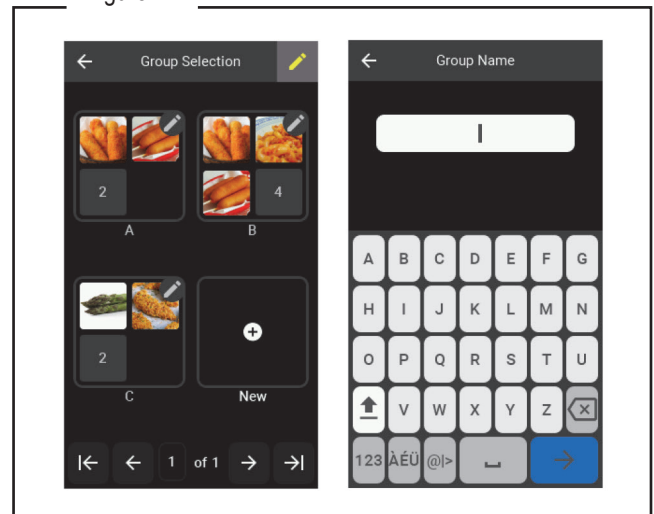 Group Selection
2
A
4
B
2
C
New
1 of 1
Group Name
A B C D E F G
H I J K L M N
O P Q R S T U
V W X Y Z
123 ÀÉÜ @|>